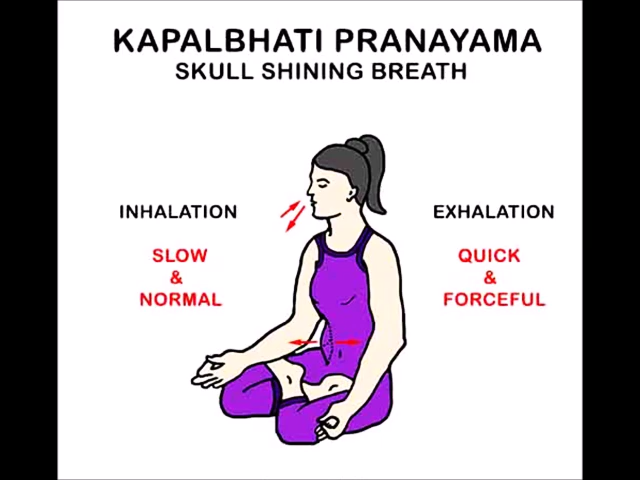 KAPALBHATI PRANAYAMA
SKULL SHINING BREATH
INHALATION
SLOW
&
NORMAL
EXHALATION
QUICK
&
FORCEFUL